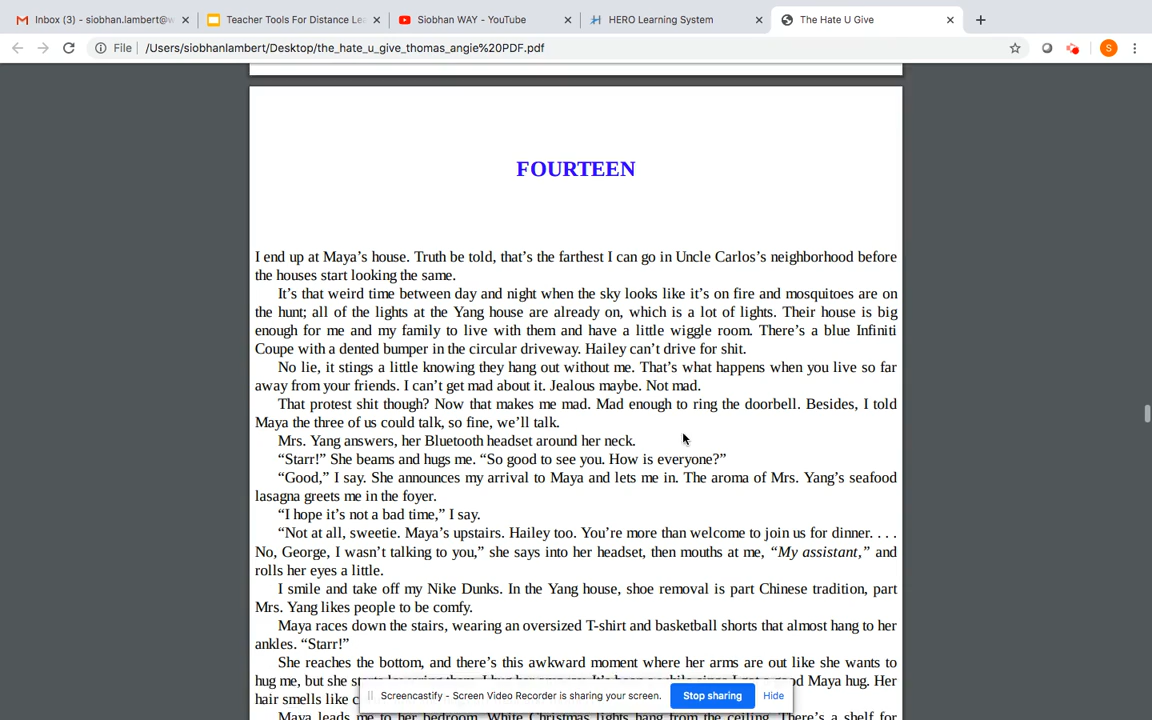 Inbox (3) - siobhan.lambert@w
Teacher Tools For Distance Le
Siobhan WAY - YouTube
HERO Learning System
The Hate U Give
File
/Users/siobhanlambert/Desktop/the_hate_u_give_thomas_angie%20PDF.pdf
S
FOURTEEN
I end up at Maya’s house. Truth be told, that’s the farthest I can go in Uncle Carlos’s neighborhood before
the houses start looking the same.
It’s that weird time between day and night when the sky looks like it’s on fire and mosquitoes are on
the hunt; all of the lights at the Yang house are already on, which is a lot of lights. Their house is big
enough for me and my family to live with them and have a little wiggle room. There’s a blue Infiniti
Coupe with a dented bumper in the circular driveway. Hailey can’t drive for shit.
No lie, it stings a little knowing they hang out without me. That’s what happens when you live so far
away from your friends. I can’t get mad about it. Jealous maybe. Not mad.
That protest shit though? Now that makes me mad. Mad enough to ring the doorbell. Besides, I told
Maya the three of us could talk, so fine, we’ll talk.
Mrs. Yang answers, her Bluetooth headset around her neck.
“Starr!” She beams and hugs me. “So good to see you. How is everyone?”
“Good,” I say. She announces my arrival to Maya and lets me in. The aroma of Mrs. Yang’s seafood
lasagna greets me in the foyer.
“I hope it’s not a bad time,” I say.
“Not at all, sweetie. Maya’s upstairs. Hailey too. You’re more than welcome to join us for dinner. . . .
No, George, I wasn’t talking to you,” she says into her headset, then mouths at me, “My assistant,” and
rolls her eyes a little.
I smile and take off my Nike Dunks. In the Yang house, shoe removal is part Chinese tradition, part
Mrs. Yang likes people to be comfy.
Maya races down the stairs, wearing an oversized T-shirt and basketball shorts that almost hang to her
ankles. “Starr!”
She reaches the bottom, and there’s this awkward moment where her arms are out like she wants to
hug me, but she Maya hug. Her
hair smells like
Screencastify - Screen Video Recorder is sharing your screen.
Stop sharing
Hide
Maya leads me to her bedroom. White Christmas lights hang from the ceiling. There’s a shelf for